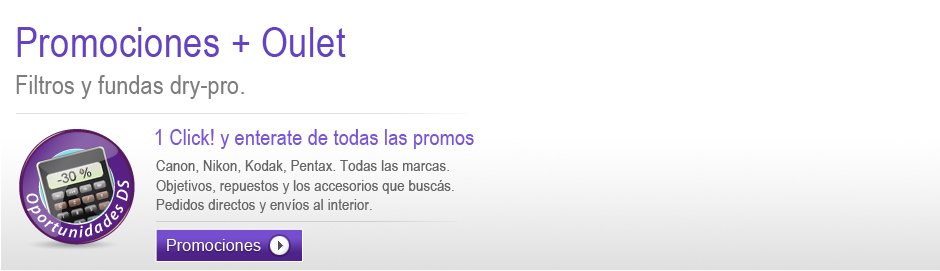 Promociones + Oulet
Filtros y fundas dry-pro.
1 Click! y enterate de todas las promos
Canon, Nikon, Kodak, Pentax. Todas las marcas.
Objetivos, repuestos y los accesorios que buscás.
Pedidos directos y envíos al interior.
-30 %
Oportunidades DS
Promociones